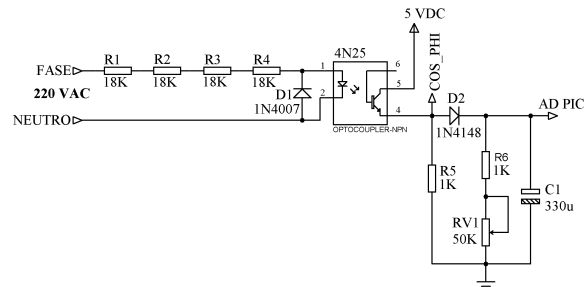 5 VDC
COS_PHI
4N25
R1 R2 R3 R4
FASE
18K 18K 18K 18K
220 VAC
NEUTRO
D1
1N4007
1
2
6
5
4
OPTOCOUPLER-NPN
D2
1N4148
AD PIC
R5
1K
R6
1K
RV1
50K
C1
330u